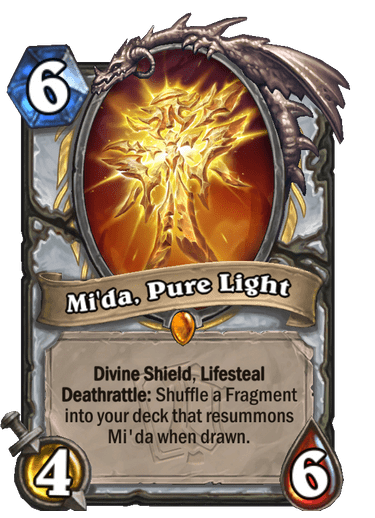 6
Mi'da, Pure Light
Divine Shield, Lifesteal
Deathrattle: Shuffle a Fragment
into your deck that resummons
Mi'da when drawn.
4
6